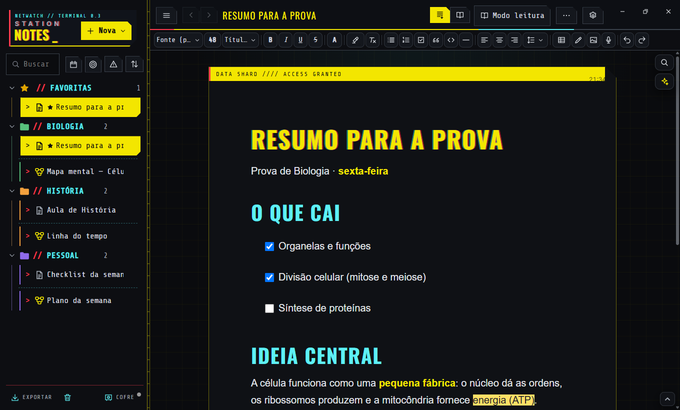 NETWATCH // TERMINAL 0.3
STATION
NOTES_
+ Nova
Buscar
// FAVORITAS 1
> ★ Resumo para a pr
// BIOLOGIA 2
> ★ Resumo para a pr
> Mapa mental — Célu
// HISTÓRIA 2
> Aula de História
> Linha do tempo
// PESSOAL 2
> Checklist da seman
> Plano da semana
EXPORTAR
COFRE
RESUMO PARA A PROVA
Modo leitura
Fonte (p… 48 Títul… B I U S A
DATA SHARD //// ACCESS GRANTED
RESUMO PARA A PROVA
Prova de Biologia · sexta-feira
O QUE CAI
Organelas e funções
Divisão celular (mitose e meiose)
Síntese de proteínas
IDEIA CENTRAL
A célula funciona como uma pequena fábrica: o núcleo dá as ordens,
os ribossomos produzem e a mitocôndria fornece energia (ATP).